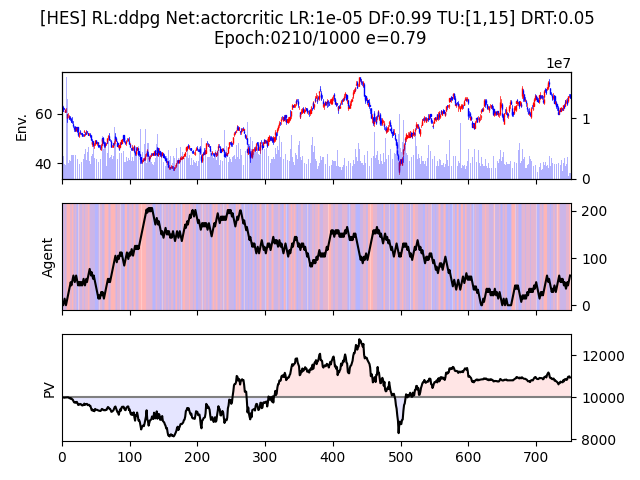 [HES] RL:ddpg Net:actorcritic LR:1e-05 DF:0.99 TU:[1,15] DRT:0.05
Epoch:0210/1000 e=0.79
1e7
Env.
60
40
1
0
Agent
200
100
0
PV
12000
10000
8000
0 100 200 300 400 500 600 700